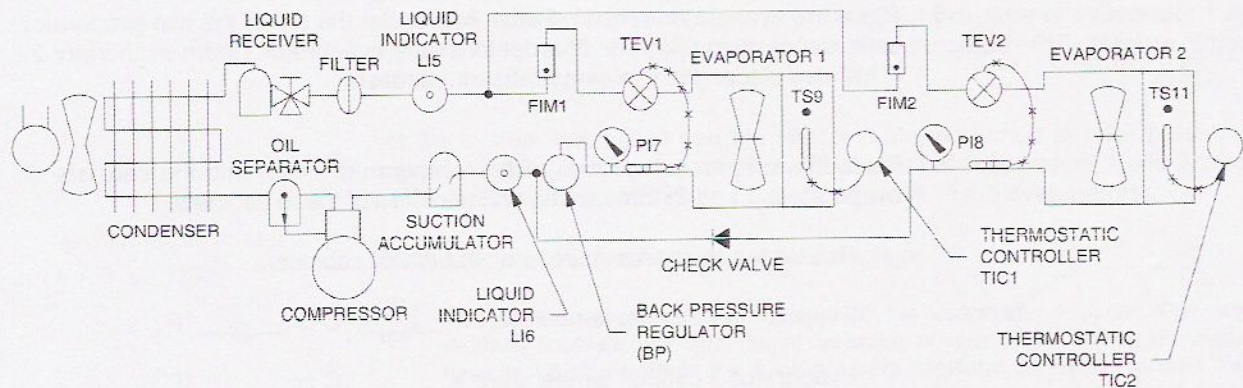 LIQUID
RECEIVER
FILTER
LIQUID
INDICATOR
LI5
FIM1
TEV1
EVAPORATOR 1
TS9
FIM2
TEV2
EVAPORATOR 2
TS11
OIL
SEPARATOR
PI7
PI8
CONDENSER
SUCTION
ACCUMULATOR
COMPRESSOR
LIQUID
INDICATOR
LI6
CHECK VALVE
BACK PRESSURE
REGULATOR
(BP)
THERMOSTATIC
CONTROLLER
TIC1
THERMOSTATIC
CONTROLLER
TIC2